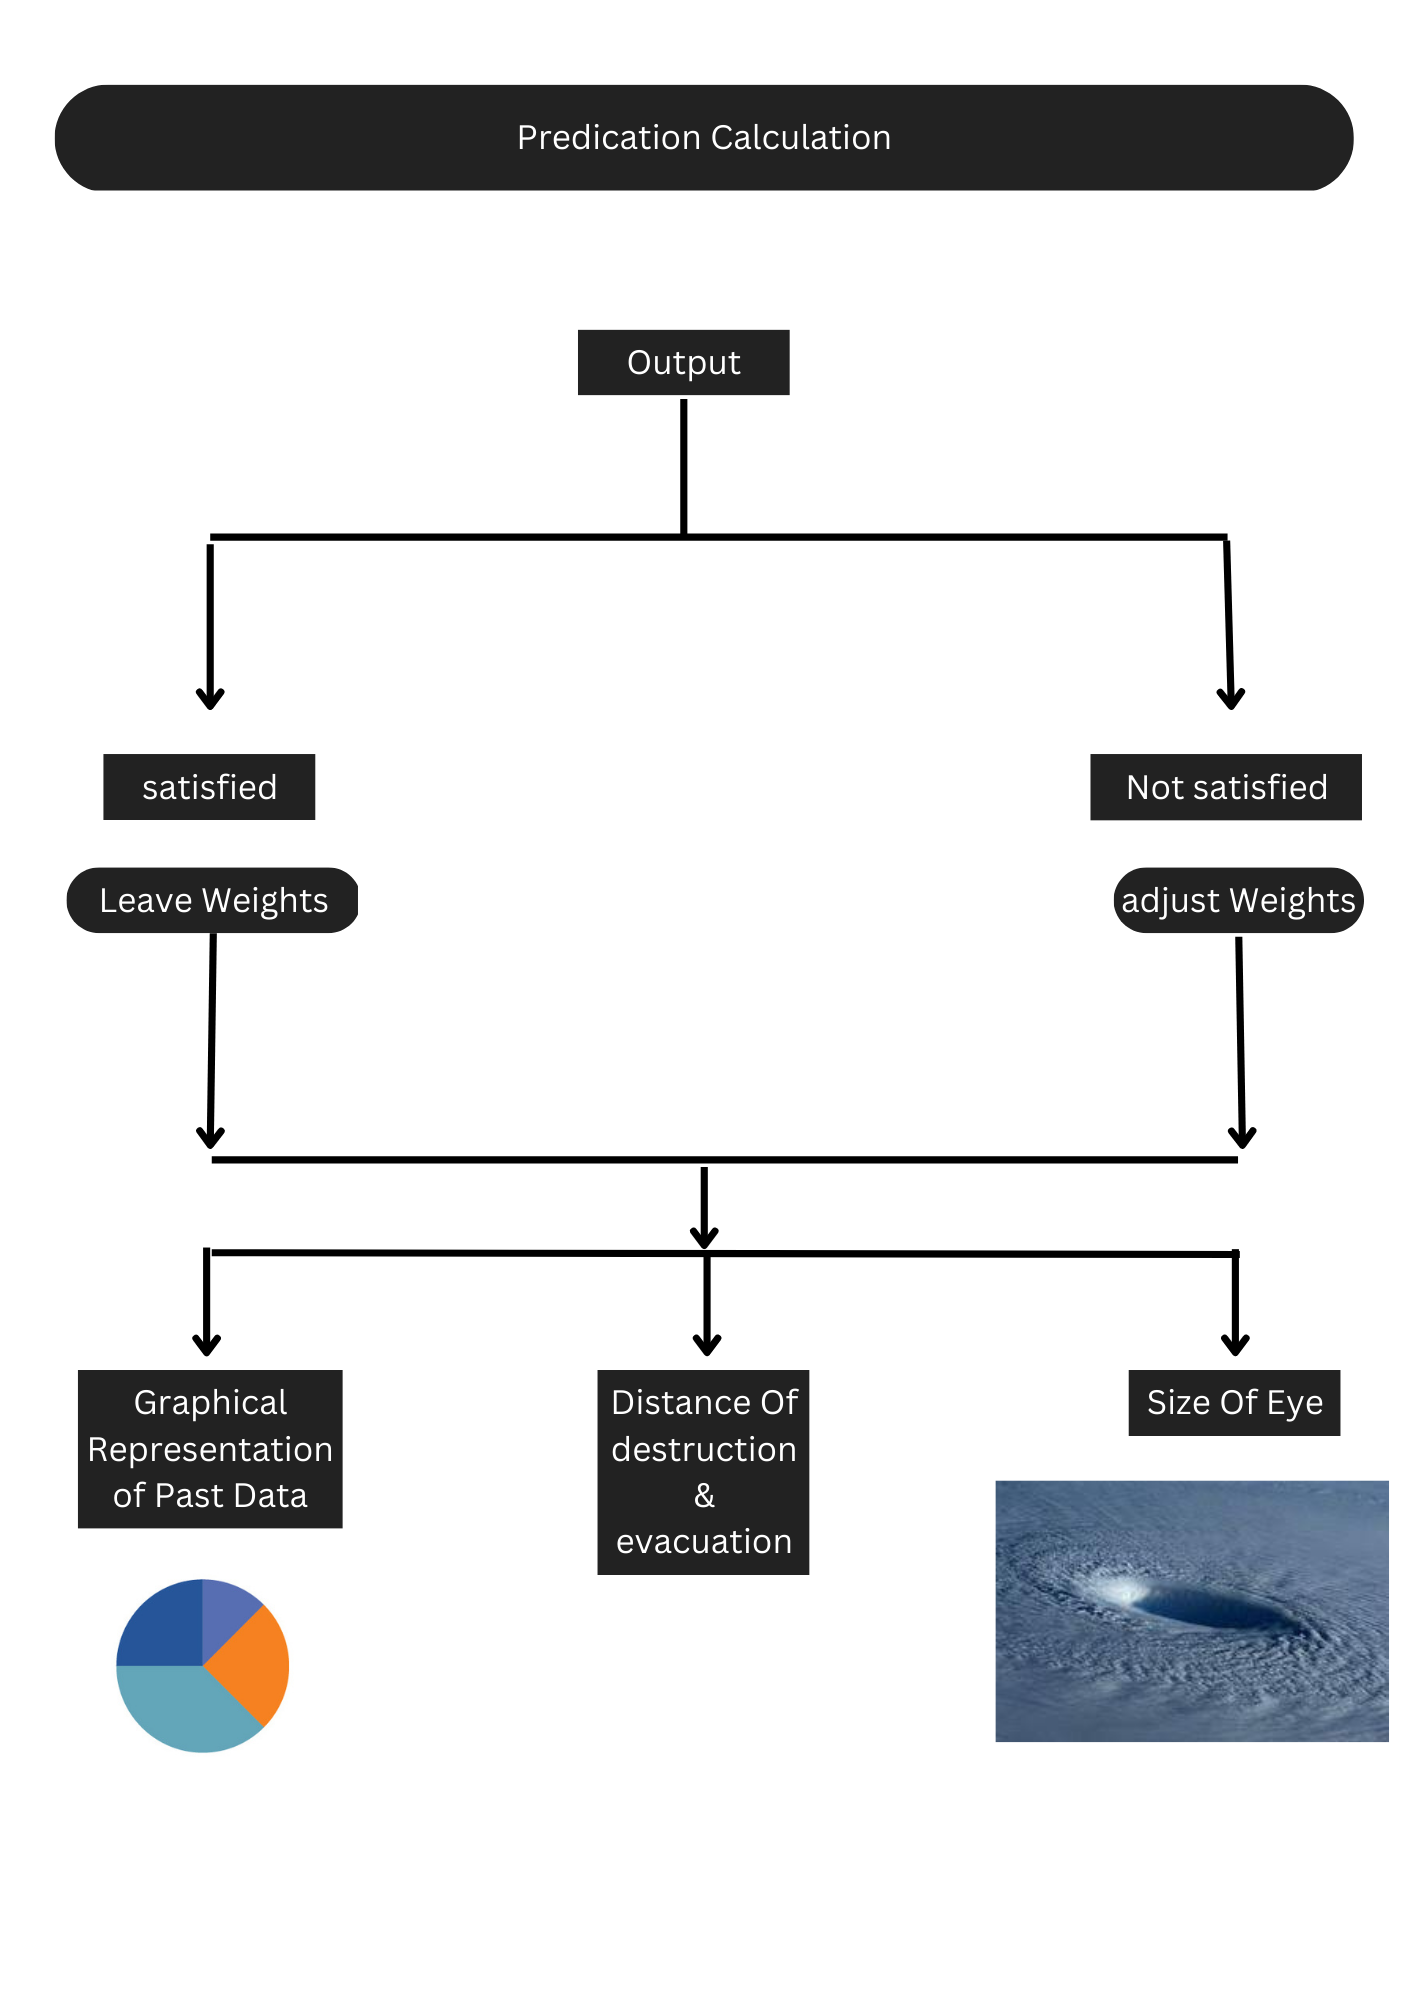 Predication Calculation
Output
satisfied
Not satisfied
Leave Weights
adjust Weights
Graphical
Representation
of Past Data
Distance Of
destruction
&
evacuation
Size Of Eye